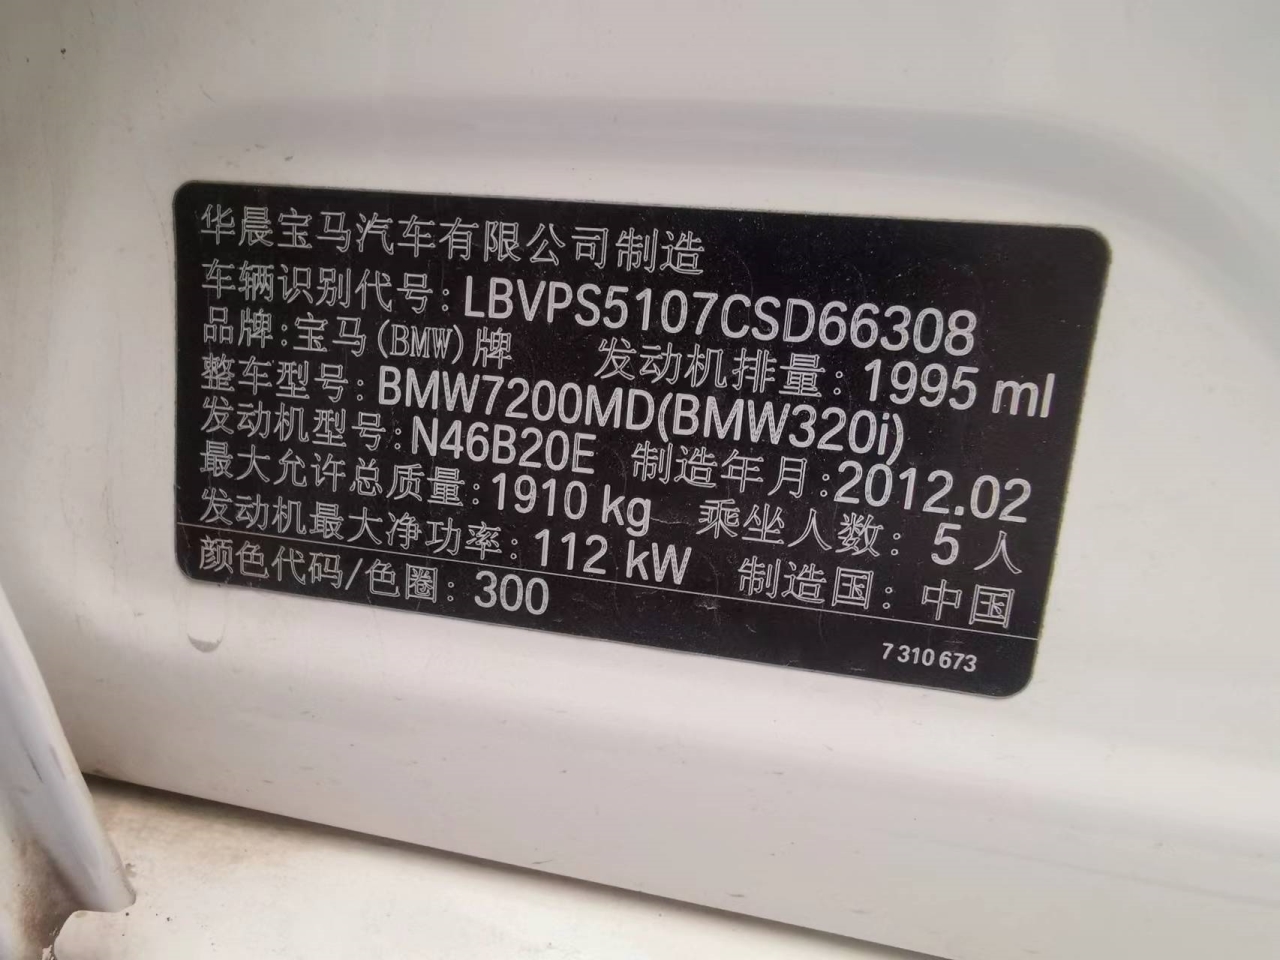 华晨宝马汽车有限公司制造
车辆识别代号: LBVPS5107CSD66308
品牌: 宝马(BMW)牌 发动机排量: 1995 ml
整车型号: BMW7200MD(BMW320i)
发动机型号: N46B20E 制造年月: 2012.02
最大允许总质量: 1910 kg 乘坐人数: 5 人
发动机最大净功率: 112 kW 制造国: 中国
颜色代码/色圈: 300
7 310 673